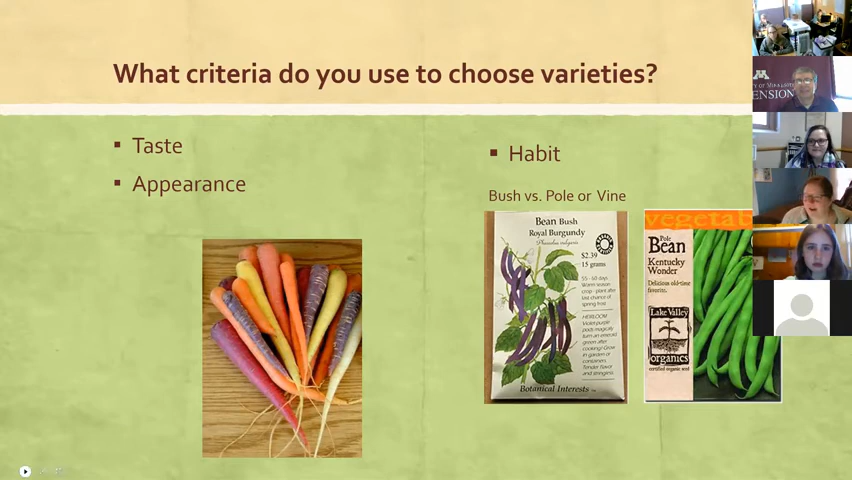 What criteria do you use to choose varieties?
▪ Taste
▪ Appearance
▪ Habit
Bush vs. Pole or Vine
Bean Bush
Royal Burgundy
Phaseolus vulgaris
$2.39
15 grams
55 - 60 days
Warm season
crop - plant after
last chance of
spring frost
HEIRLOOM
Violet-purple
pods magically
turn an emerald
green after
cooking! Grow
in garden or
containers.
Tender flavor
and stringless.
Botanical Interests
vegetab
Pole
Bean
Kentucky
Wonder
Delicious old-time
favorite.
Lake Valley
organics
certified organic seed
M
ENSION